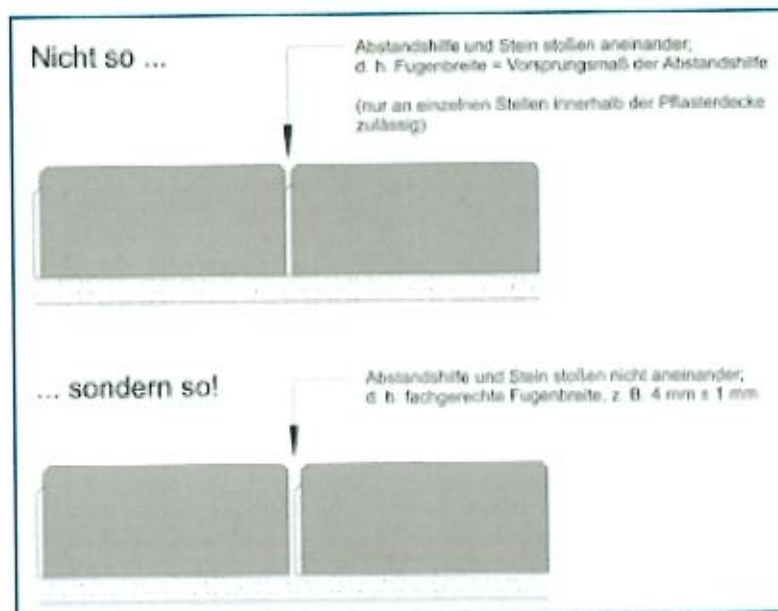 Nicht so ...
Abstandshilfe und Stein stoßen aneinander;
d. h. Fugenbreite = Vorsprungsmaß der Abstandshilfe
(nur an einzelnen Stellen innerhalb der Pflasterdecke
zulässig)
... sondern so!
Abstandshilfe und Stein stoßen nicht aneinander;
d. h. fachgerechte Fugenbreite, z. B. 4 mm ± 1 mm